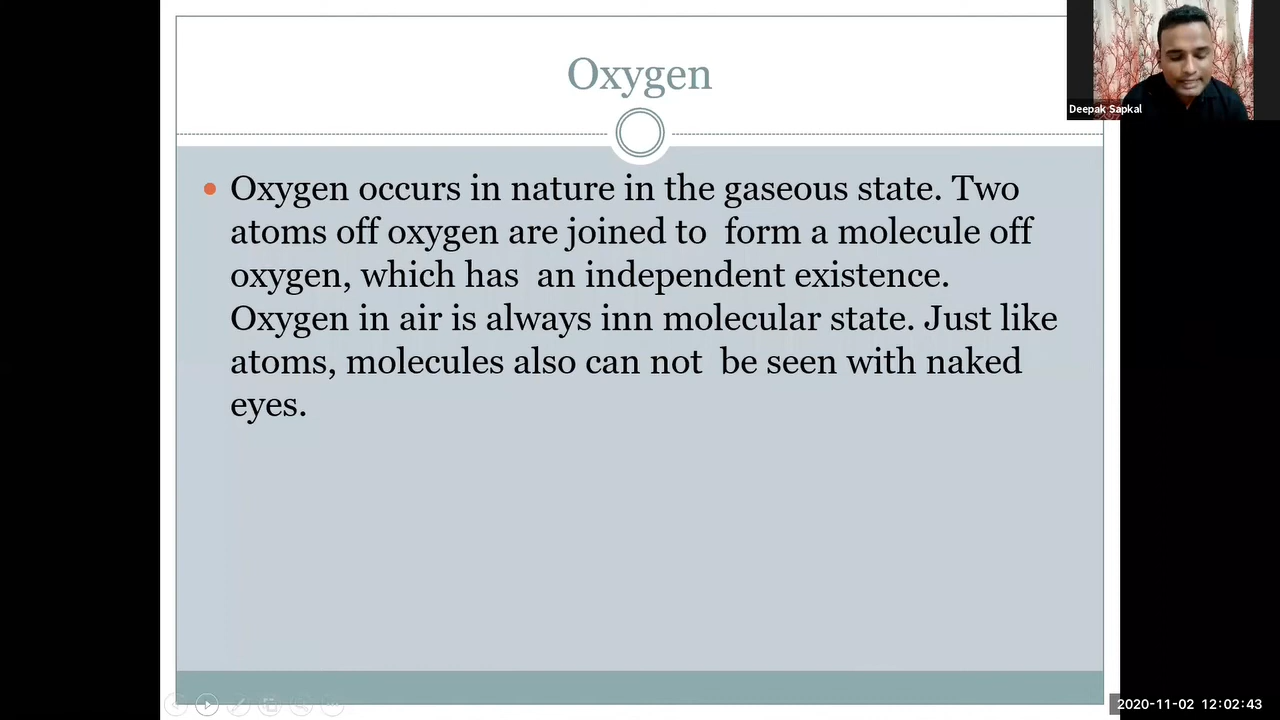 Oxygen
Deepak Sapkal
• Oxygen occurs in nature in the gaseous state. Two
atoms off oxygen are joined to form a molecule off
oxygen, which has an independent existence.
Oxygen in air is always inn molecular state. Just like
atoms, molecules also can not be seen with naked
eyes.
2020-11-02 12:02:43